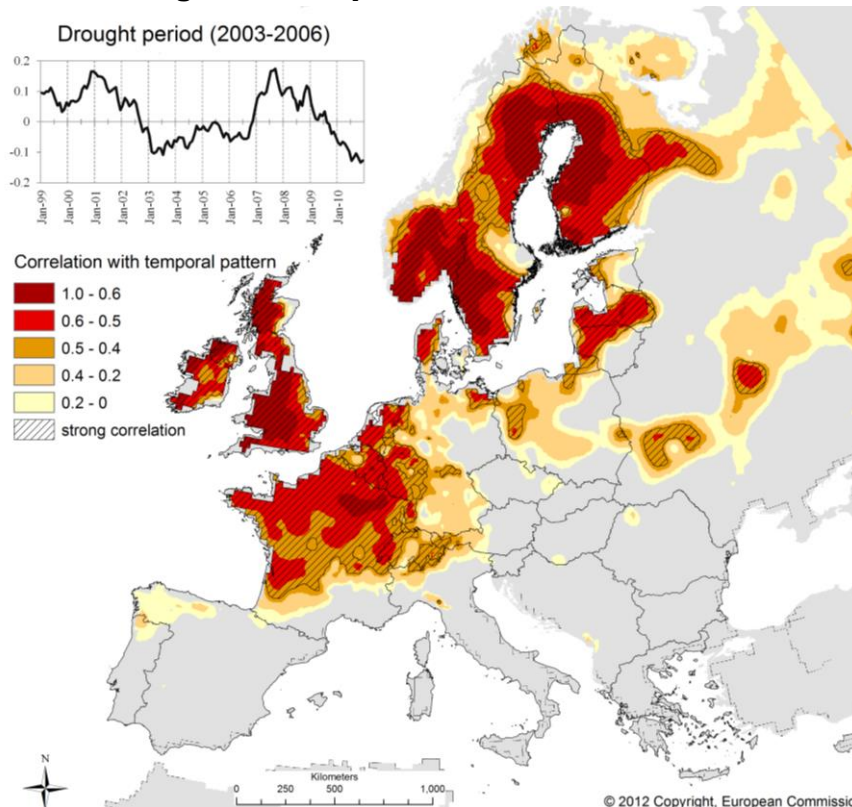 Drought period (2003-2006)
0.2
0.1
0
-0.1
-0.2
Jan-99
Jan-00
Jan-01
Jan-02
Jan-03
Jan-04
Jan-05
Jan-06
Jan-07
Jan-08
Jan-09
Jan-10
Correlation with temporal pattern
1.0 - 0.6
0.6 - 0.5
0.5 - 0.4
0.4 - 0.2
0.2 - 0
strong correlation
N
Kilometers
0 250 500 1,000
© 2012 Copyright, European Commissi